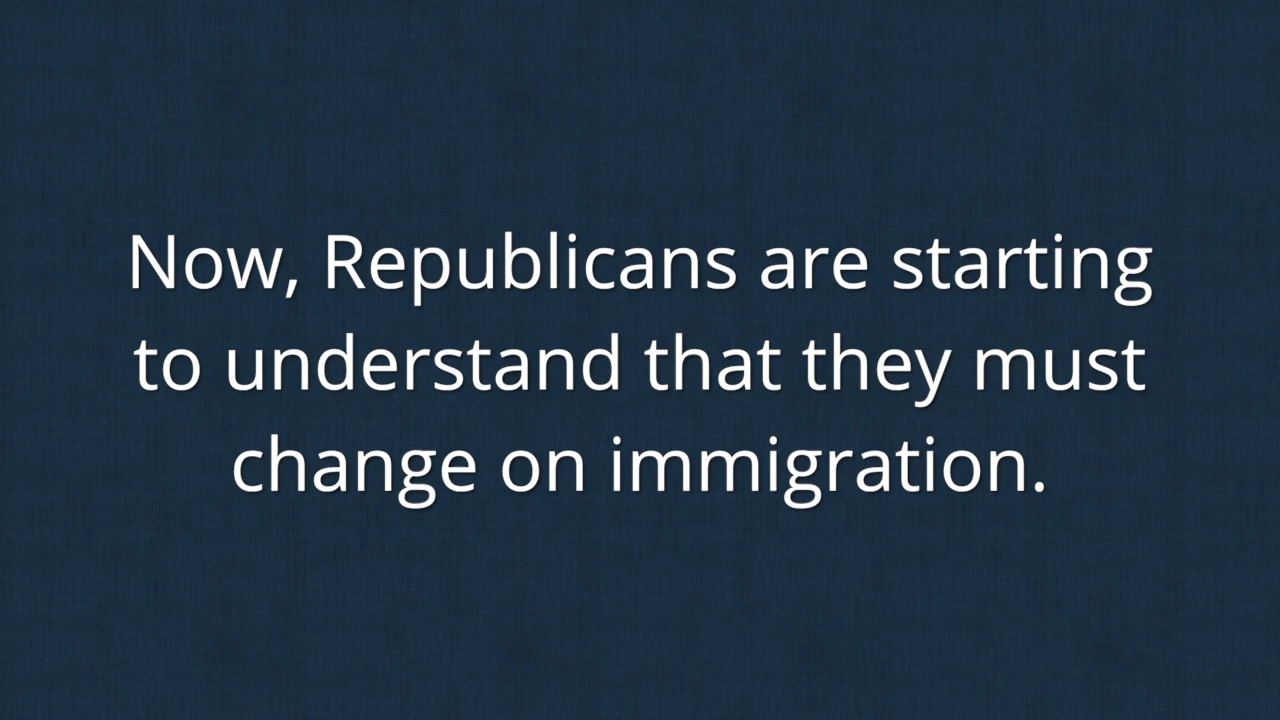 Now, Republicans are starting
to understand that they must
change on immigration.